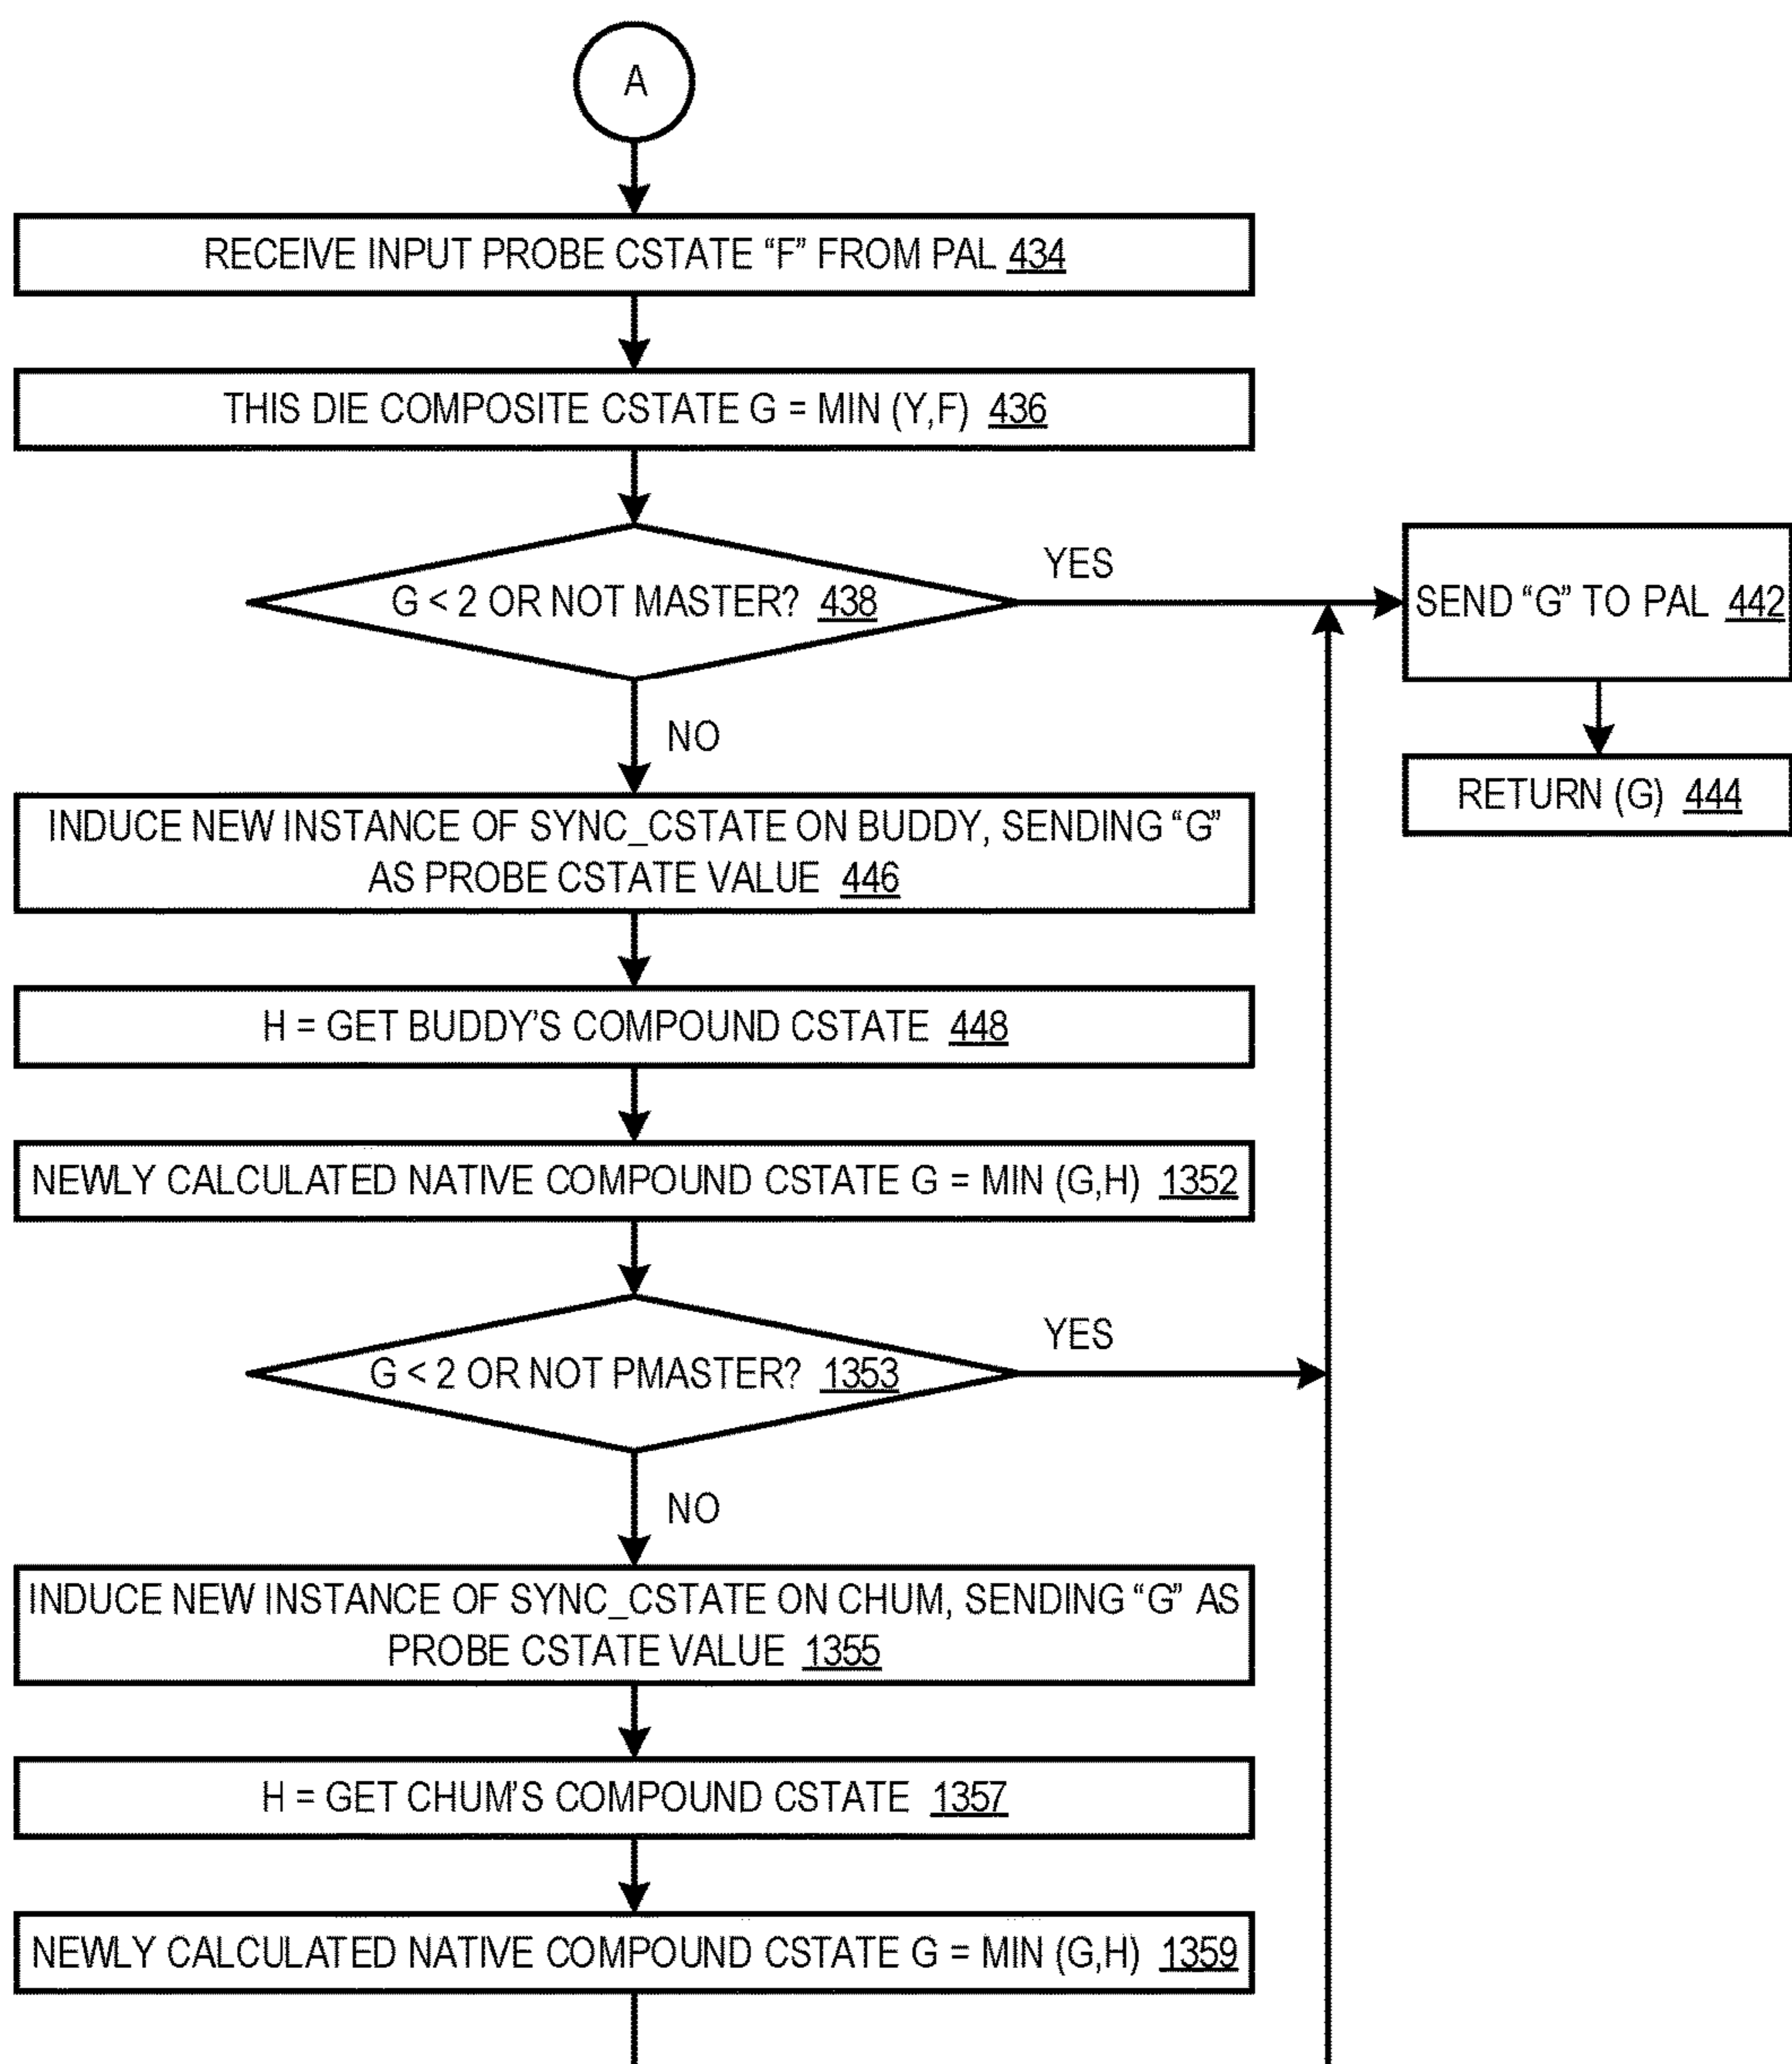 A
RECEIVE INPUT PROBE CSTATE “F” FROM PAL 434
THIS DIE COMPOSITE CSTATE G = MIN (Y,F) 436
G < 2 OR NOT MASTER? 438
YES
SEND “G” TO PAL 442
NO
RETURN (G) 444
INDUCE NEW INSTANCE OF SYNC_CSTATE ON BUDDY, SENDING “G”
AS PROBE CSTATE VALUE 446
H = GET BUDDY’S COMPOUND CSTATE 448
NEWLY CALCULATED NATIVE COMPOUND CSTATE G = MIN (G,H) 1352
G < 2 OR NOT PMASTER? 1353
YES
NO
INDUCE NEW INSTANCE OF SYNC_CSTATE ON CHUM, SENDING “G” AS
PROBE CSTATE VALUE 1355
H = GET CHUM’S COMPOUND CSTATE 1357
NEWLY CALCULATED NATIVE COMPOUND CSTATE G = MIN (G,H) 1359